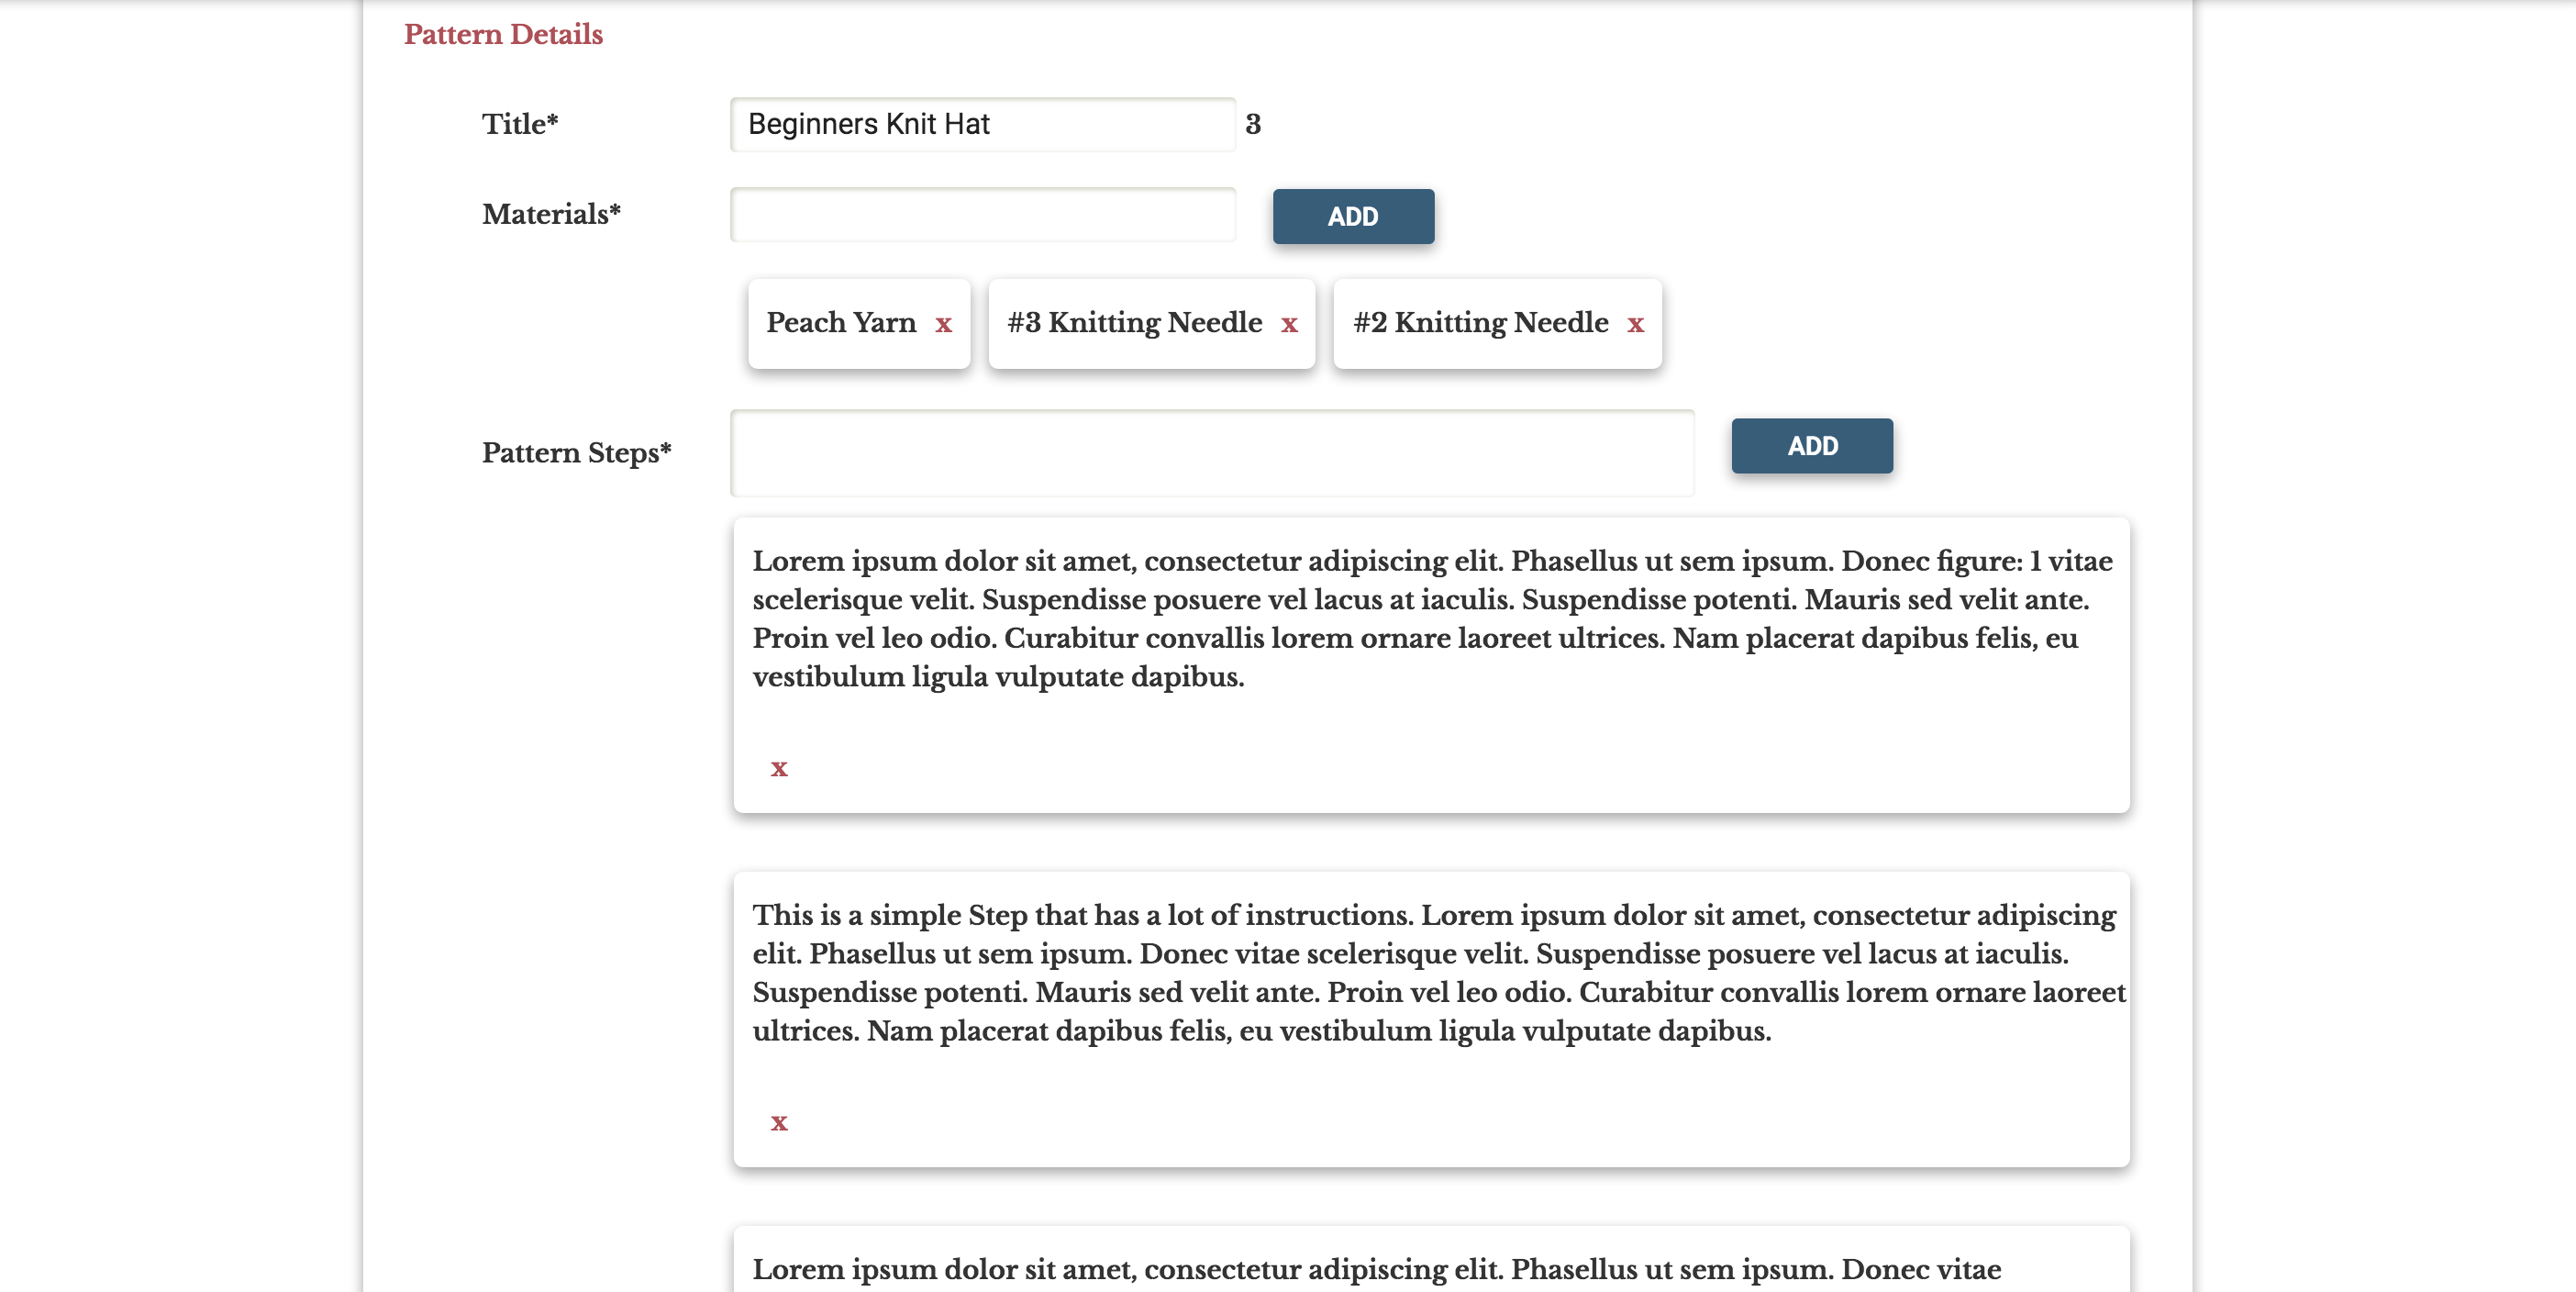 Pattern Details
Title*
Beginners Knit Hat
3
Materials*
ADD
Peach Yarn x
#3 Knitting Needle x
#2 Knitting Needle x
Pattern Steps*
ADD
Lorem ipsum dolor sit amet, consectetur adipiscing elit. Phasellus ut sem ipsum. Donec figure: 1 vitae
scelerisque velit. Suspendisse posuere vel lacus at iaculis. Suspendisse potenti. Mauris sed velit ante.
Proin vel leo odio. Curabitur convallis lorem ornare laoreet ultrices. Nam placerat dapibus felis, eu
vestibulum ligula vulputate dapibus.
x
This is a simple Step that has a lot of instructions. Lorem ipsum dolor sit amet, consectetur adipiscing
elit. Phasellus ut sem ipsum. Donec vitae scelerisque velit. Suspendisse posuere vel lacus at iaculis.
Suspendisse potenti. Mauris sed velit ante. Proin vel leo odio. Curabitur convallis lorem ornare laoreet
ultrices. Nam placerat dapibus felis, eu vestibulum ligula vulputate dapibus.
x
Lorem ipsum dolor sit amet, consectetur adipiscing elit. Phasellus ut sem ipsum. Donec vitae